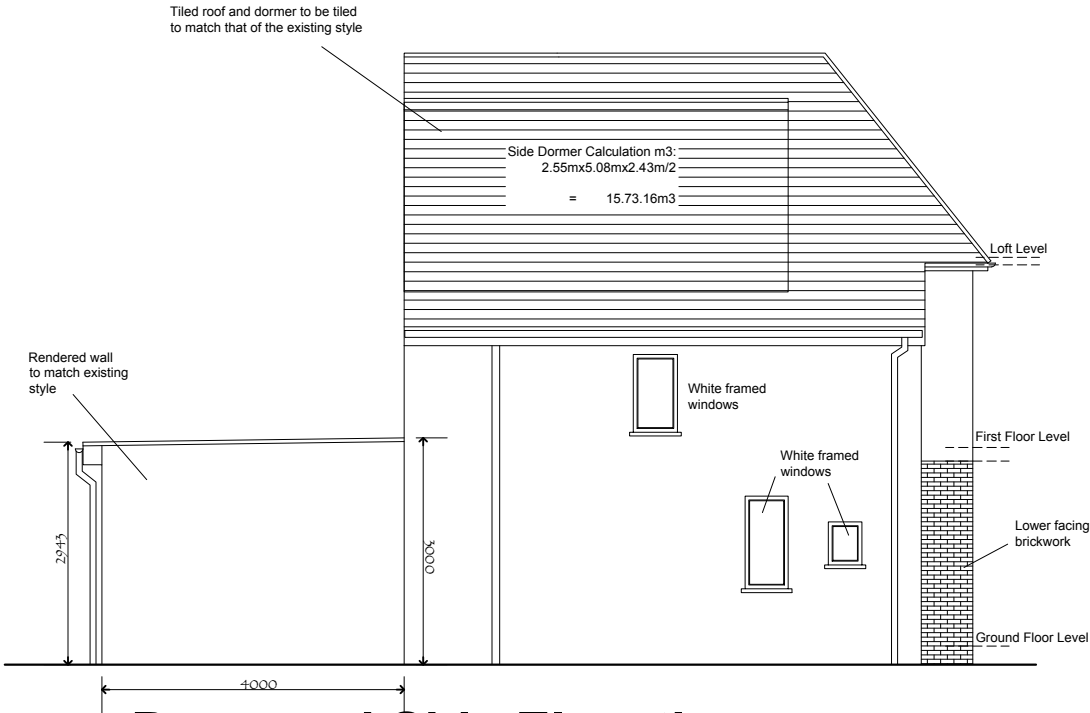 Tiled roof and dormer to be tiled
to match that of the existing style
Side Dormer Calculation m3:
2.55mx5.08mx2.43m/2
= 15.73.16m3
Loft Level
Rendered wall
to match existing
style
White framed
windows
First Floor Level
White framed
windows
Lower facing
brickwork
2943
3000
Ground Floor Level
4000